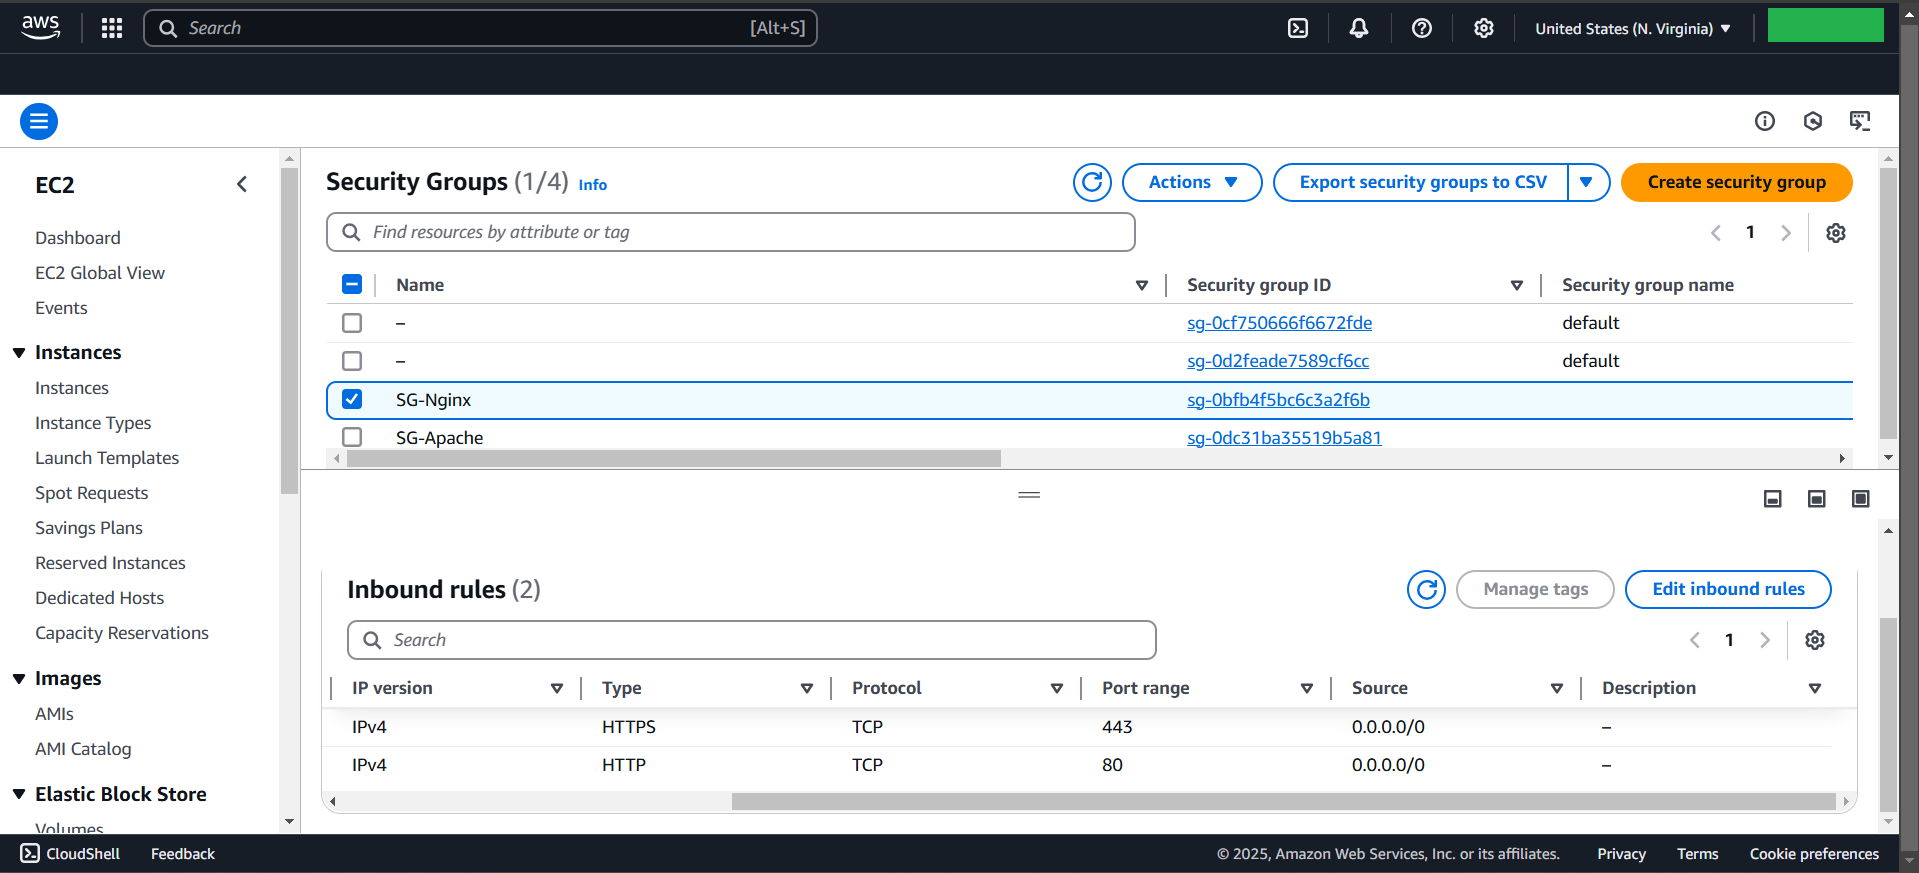 aws
Search [Alt+S]
United States (N. Virginia)
EC2
Dashboard
EC2 Global View
Events
Instances
Instances
Instance Types
Launch Templates
Spot Requests
Savings Plans
Reserved Instances
Dedicated Hosts
Capacity Reservations
Images
AMIs
AMI Catalog
Elastic Block Store
Volumes
Security Groups (1/4) Info
Actions
Export security groups to CSV
Create security group
Find resources by attribute or tag
1
Name Security group ID Security group name
– sg-0cf750666f6672fde default
– sg-0d2feade7589cf6cc default
SG-Nginx sg-0bfb4f5bc6c3a2f6b
SG-Apache sg-0dc31ba35519b5a81
Inbound rules (2)
Manage tags
Edit inbound rules
Search
1
IP version Type Protocol Port range Source Description
IPv4 HTTPS TCP 443 0.0.0.0/0 –
IPv4 HTTP TCP 80 0.0.0.0/0 –
CloudShell Feedback © 2025, Amazon Web Services, Inc. or its affiliates. Privacy Terms Cookie preferences